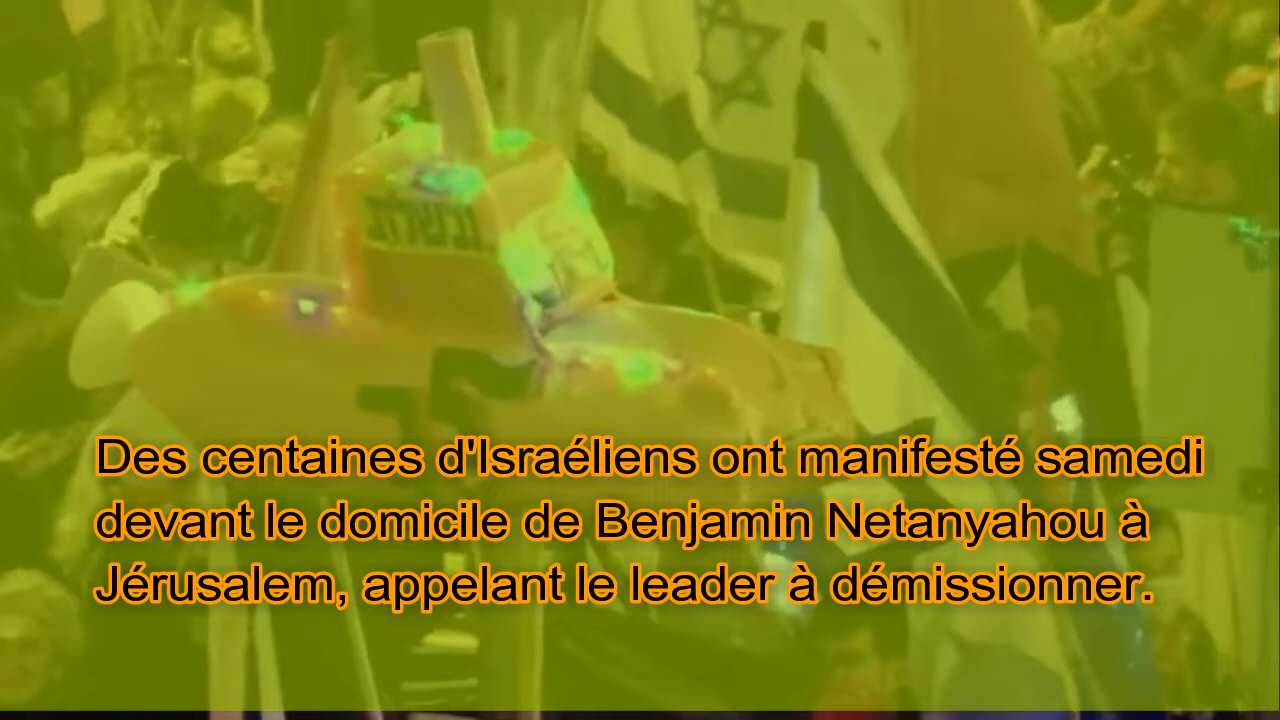 Des centaines d'Israéliens ont manifesté samedi
devant le domicile de Benjamin Netanyahou à
Jérusalem, appelant le leader à démissionner.